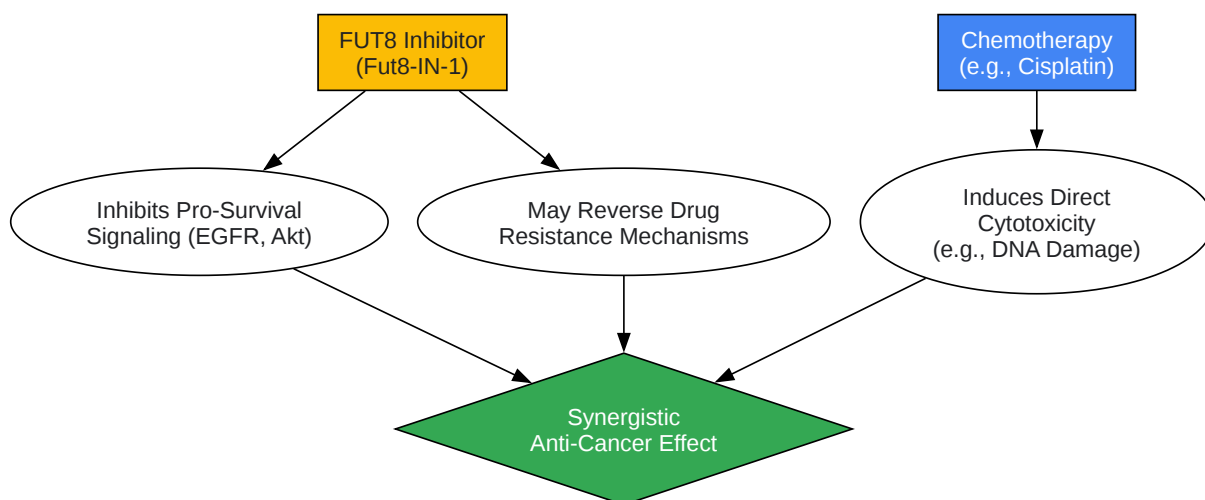 FUT8 Inhibitor
(Fut8-IN-1)
Chemotherapy
(e.g., Cisplatin)
Inhibits Pro-Survival
Signaling (EGFR, Akt)
May Reverse Drug
Resistance Mechanisms
Induces Direct
Cytotoxicity
(e.g., DNA Damage)
Synergistic
Anti-Cancer Effect